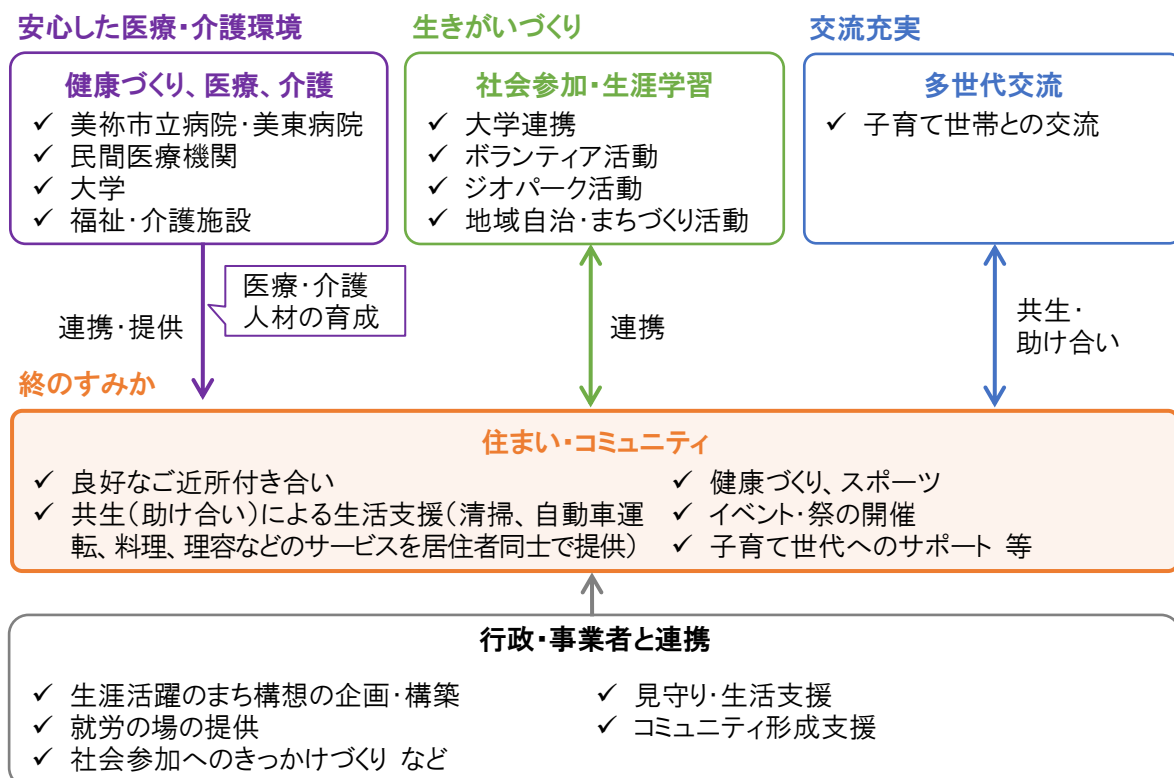 安心した医療・介護環境
健康づくり、医療、介護
✓ 美祢市立病院・美東病院
✓ 民間医療機関
✓ 大学
✓ 福祉・介護施設
生きがいづくり
社会参加・生涯学習
✓ 大学連携
✓ ボランティア活動
✓ ジオパーク活動
✓ 地域自治・まちづくり活動
交流充実
多世代交流
✓ 子育て世帯との交流
連携・提供
医療・介護
人材の育成
連携
共生・
助け合い
終のすみか
住まい・コミュニティ
✓ 良好なご近所付き合い
✓ 共生（助け合い）による生活支援（清掃、自動車運
転、料理、理容などのサービスを居住者同士で提供）
✓ 健康づくり、スポーツ
✓ イベント・祭の開催
✓ 子育て世代へのサポート 等
行政・事業者と連携
✓ 生涯活躍のまち構想の企画・構築
✓ 就労の場の提供
✓ 社会参加へのきっかけづくり など
✓ 見守り・生活支援
✓ コミュニティ形成支援